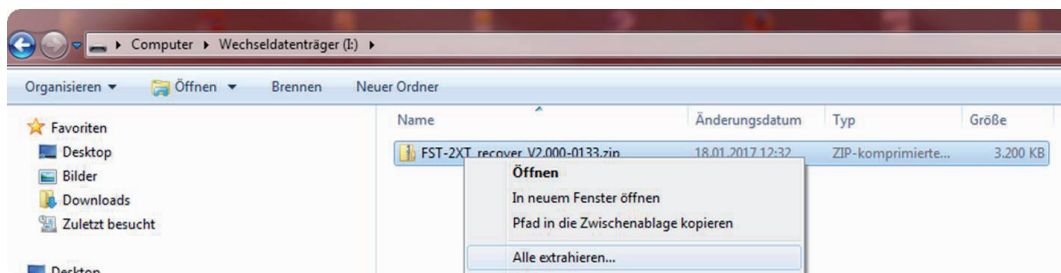 Computer ▸ Wechseldatenträger (I:) ▸
Organisieren ▾ Öffnen ▾ Brennen Neuer Ordner
Favoriten
Desktop
Bilder
Downloads
Zuletzt besucht
Desktop
Name Änderungsdatum Typ Größe
FST-2XT_recover_V2.000-0133.zip 18.01.2017 12:32 ZIP-komprimierte... 3.200 KB
Öffnen
In neuem Fenster öffnen
Pfad in die Zwischenablage kopieren
Alle extrahieren...